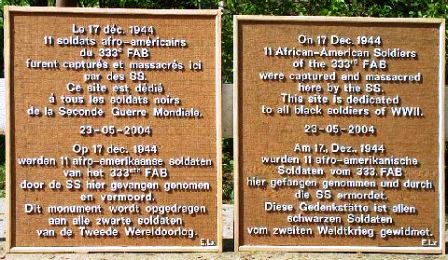 Le 17 déc. 1944
11 soldats afro-américains
du 333e FAB
furent capturés et massacrés ici
par des SS.
Ce site est dédié
à tous les soldats noirs
de la Seconde Guerre Mondiale.
23-05-2004
Op 17 dec. 1944
werden 11 afro-amerikaanse soldaten
van het 333ste FAB
door de SS hier gevangen genomen
en vermoord.
Dit monument wordt opgedragen
aan alle zwarte soldaten
van de Tweede Wereldoorlog.
On 17 Dec. 1944
11 African-American Soldiers
of the 333rd FAB
were captured and massacred
here by the SS.
This site is dedicated
to all black soldiers of WWII.
23-05-2004
Am 17. Dez. 1944
wurden 11 afro-amerikanische
Soldaten vom 333. FAB
hier gefangen genommen und durch
die SS ermordet.
Diese Gedenkstätte ist allen
schwarzen Soldaten
vom zweiten Weltkrieg gewidmet.